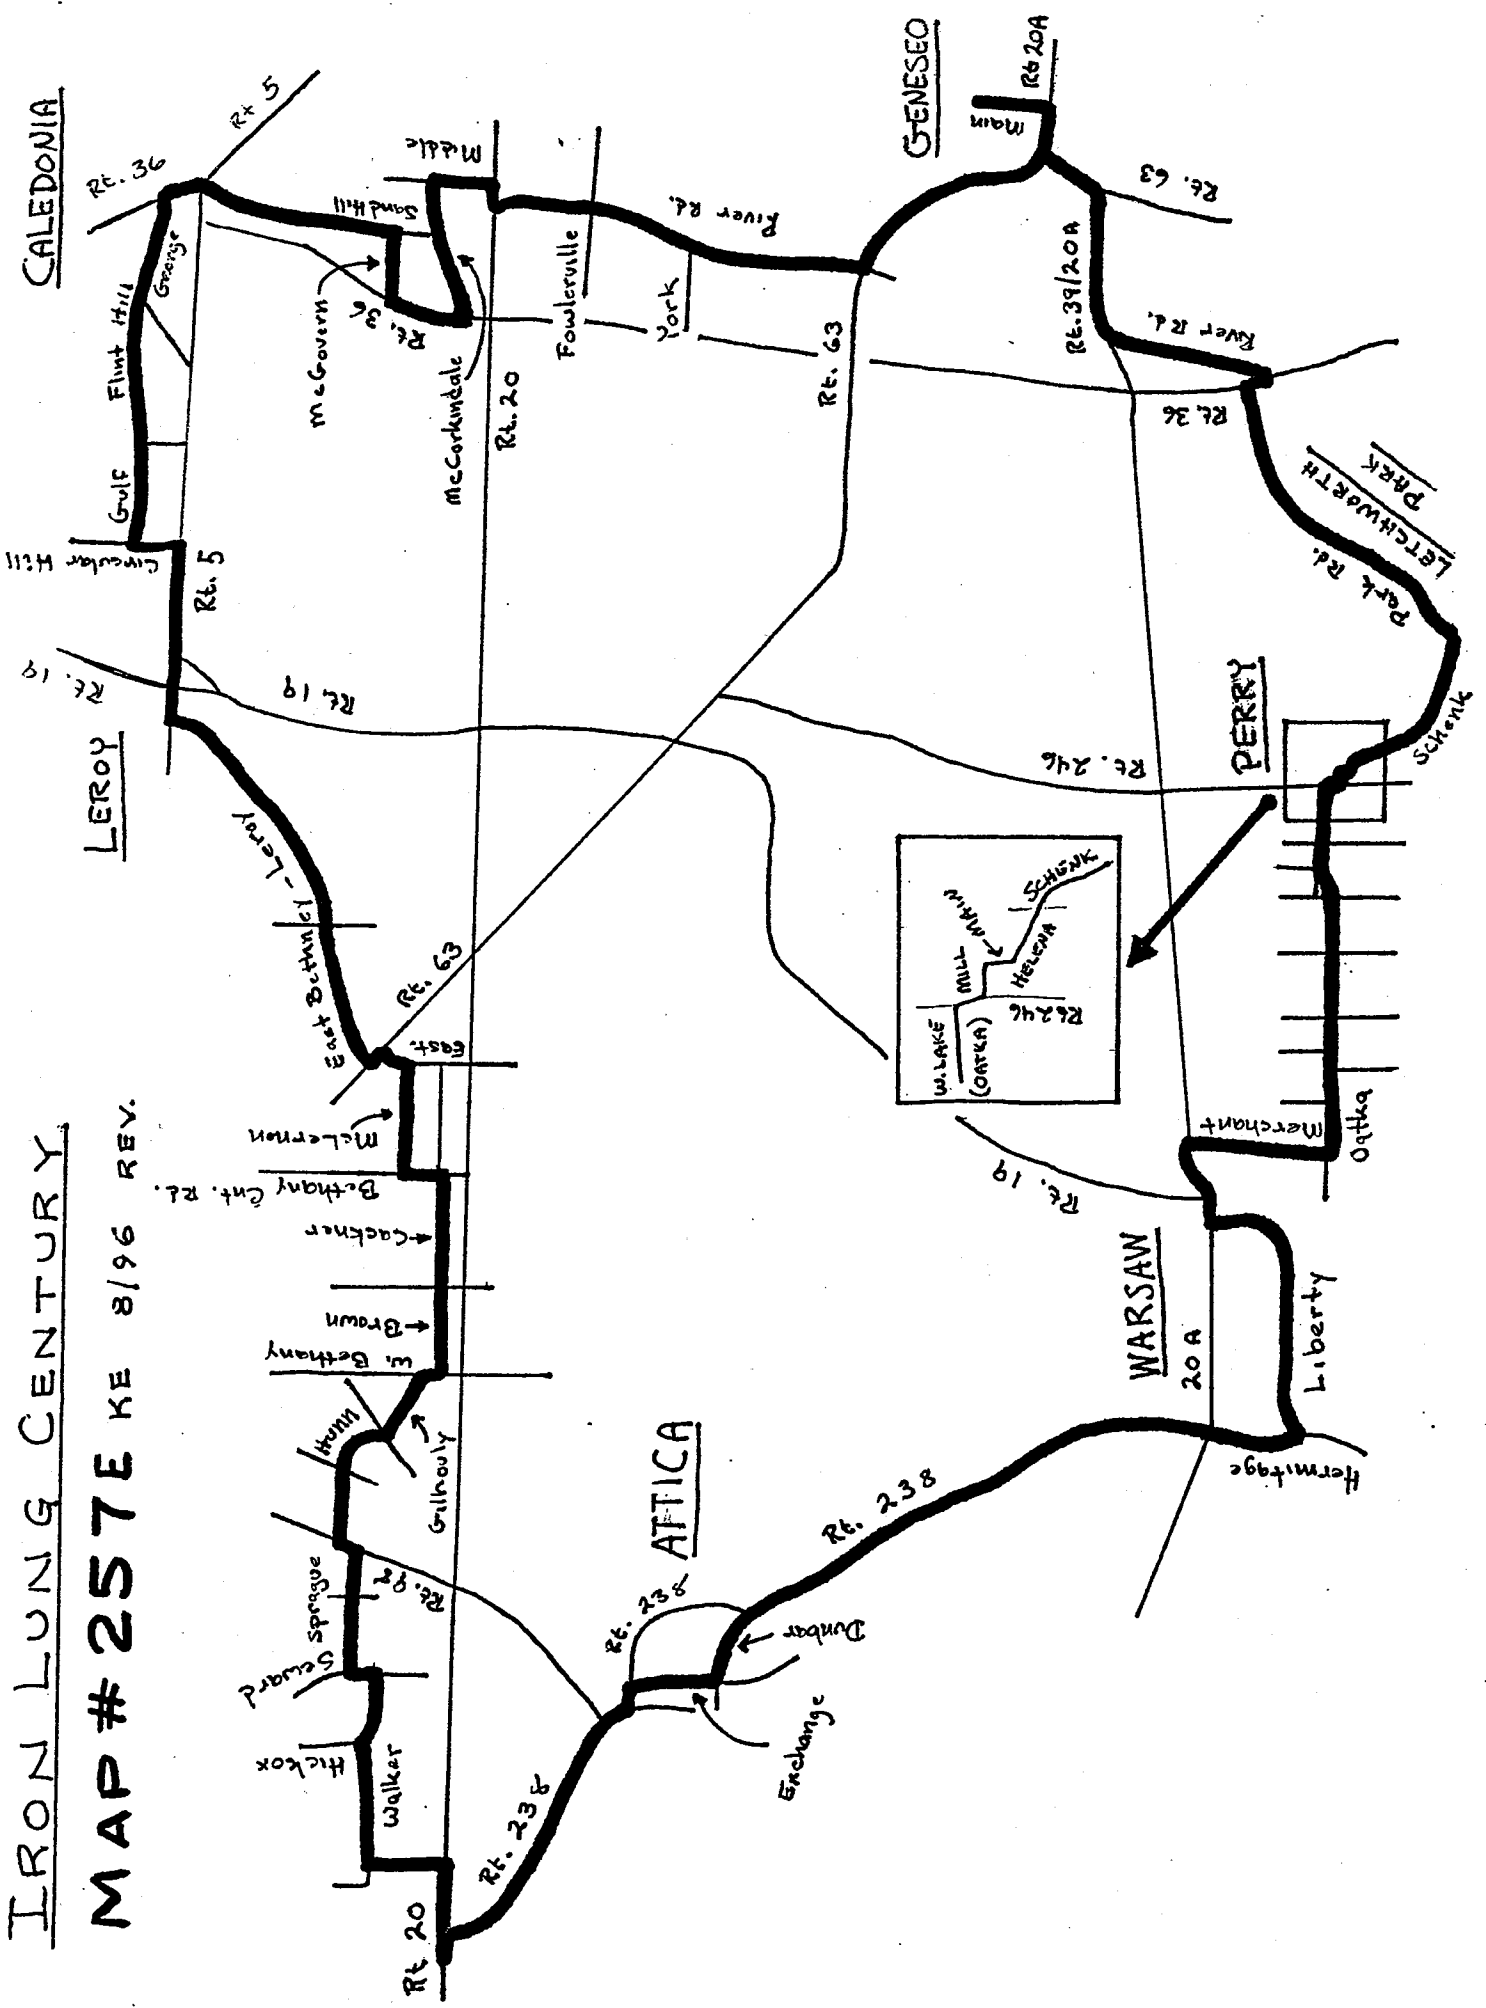 IRON LUNG CENTURY
MAP # 257E KE 8/96 REV.
CALEDONIA
LEROY
GENESEO
PERRY
WARSAW
ATTICA
LETCHWORTH
PARK
Rt. 36
Rt 5
George
Flint Hill
Gulf
Circular Hill
Rt. 5
Rt. 19
Rt. 19
Sand Hill
McGovern
Rt. 36
McCorkindale
Middle
Rt. 20
Fowlerville
York
River Rd.
Rt. 63
Main
Rt 20A
Rt. 63
Rt. 39/20A
River Rd.
Rt. 36
Park Rd.
Schenk
Rt. 246
W. LAKE
(OATKA)
MILL
MAIN
HELENA
SCHENK
Rt 246
Oatka
Merchant
Rt. 19
20 A
Liberty
Hermitage
Rt. 238
Dunbar
Exchange
Rt. 238
Rt. 238
Rt 20
Walker
Hickox
Seward
Sprague
Rt. 98
Hunn
Gilhouly
W. Bethany
Brown
Cackner
Bethany Cnt. Rd.
McLernon
East
Rt. 63
East Bethney - Leroy